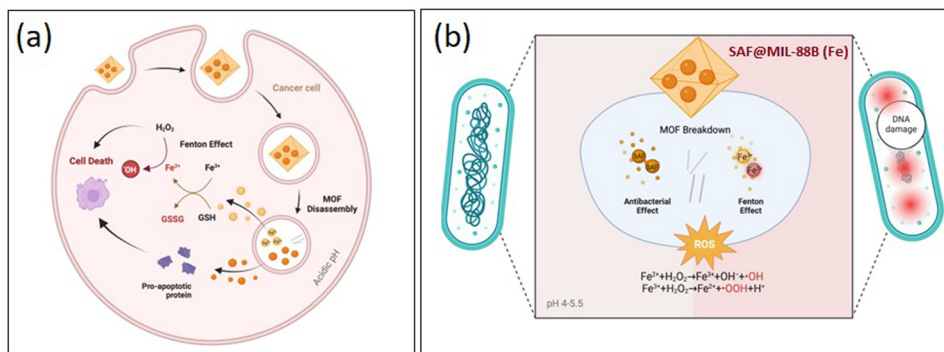 (a)
Cancer cell
H₂O₂
Fenton Effect
Cell Death
OH
Fe²⁺
Fe³⁺
GSSG
GSH
MOF
Disassembly
Acidic pH
Pro-apoptotic
protein
(b)
SAF@MIL-88B (Fe)
MOF Breakdown
SAF
SAF
Antibacterial
Effect
Fenton
Effect
ROS
Fe²⁺+H₂O₂→Fe³⁺+OH⁻+•OH
Fe³⁺+H₂O₂→Fe²⁺+•OOH+H⁺
pH 4-5.5
DNA
damage